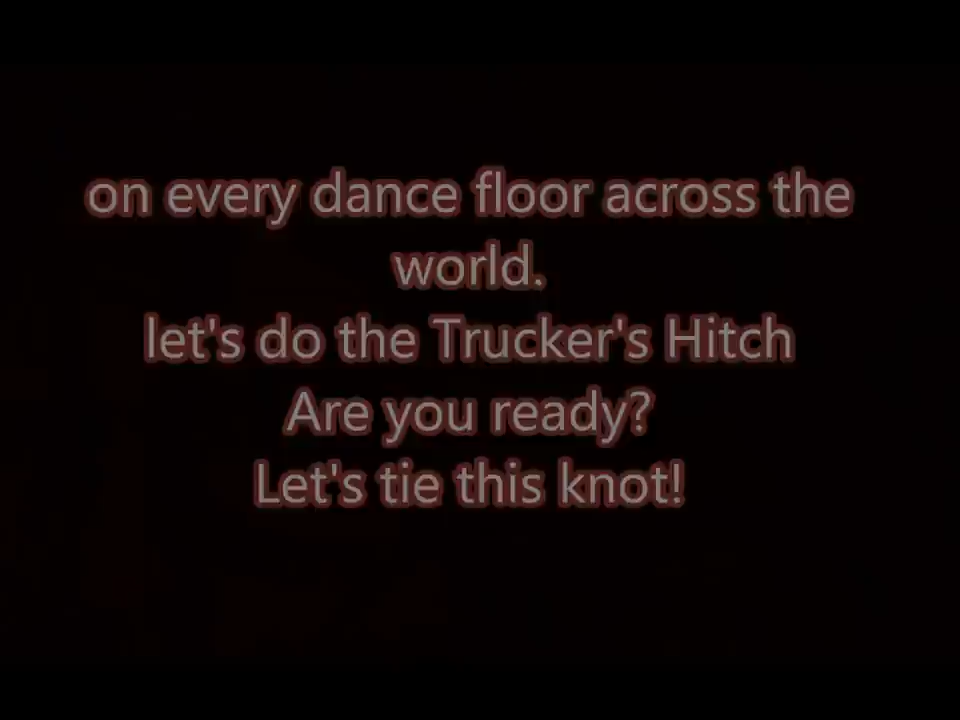 on every dance floor across the
world.
let's do the Trucker's Hitch
Are you ready?
Let's tie this knot!